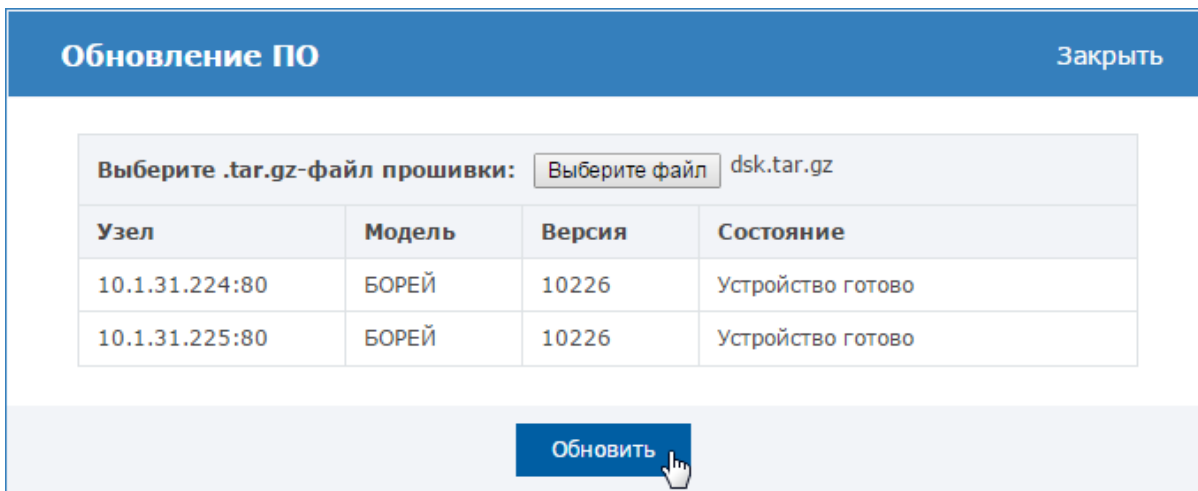 Обновление ПО Закрыть
Выберите .tar.gz-файл прошивки: Выберите файл dsk.tar.gz
Узел Модель Версия Состояние
10.1.31.224:80 БОРЕЙ 10226 Устройство готово
10.1.31.225:80 БОРЕЙ 10226 Устройство готово
Обновить